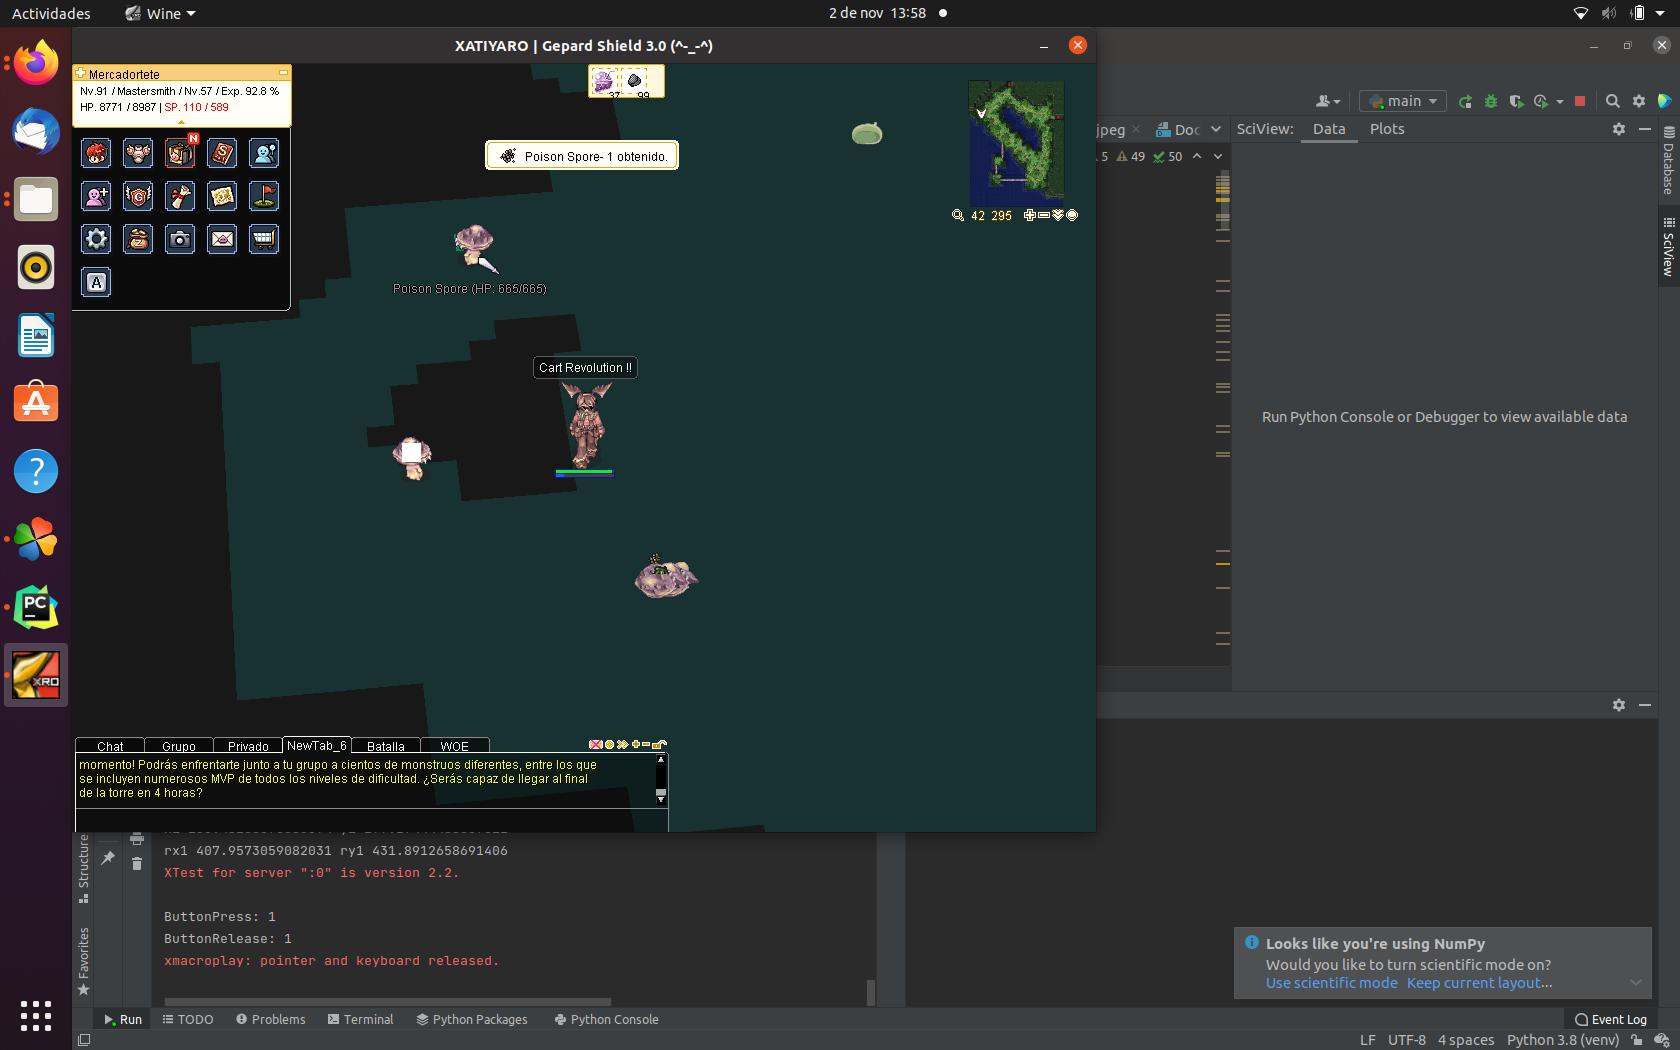 Actividades
Wine
2 de nov 13:58
XATIYARO | Gepard Shield 3.0 (^-_-^)
Mercadortete
Nv.91 / Mastersmith / Nv.57 / Exp. 92.8 %
HP. 8771 / 8987 | SP. 110 / 589
N
A
37
99
Poison Spore- 1 obtenido.
42 295
Poison Spore (HP: 665/665)
Cart Revolution !!
Chat
Grupo
Privado
NewTab_6
Batalla
WOE
momento! Podrás enfrentarte junto a tu grupo a cientos de monstruos diferentes, entre los que
se incluyen numerosos MVP de todos los niveles de dificultad. ¿Serás capaz de llegar al final
de la torre en 4 horas?
main
jpeg
Doc
SciView:
Data
Plots
5
49
50
Database
SciView
Run Python Console or Debugger to view available data
PC
XRO
Structure
Favorites
rx1 407.9573059082031 ry1 431.8912658691406
XTest for server ":0" is version 2.2.
ButtonPress: 1
ButtonRelease: 1
xmacroplay: pointer and keyboard released.
Looks like you're using NumPy
Would you like to turn scientific mode on?
Use scientific mode Keep current layout...
Run
TODO
Problems
Terminal
Python Packages
Python Console
Event Log
LF UTF-8 4 spaces Python 3.8 (venv)